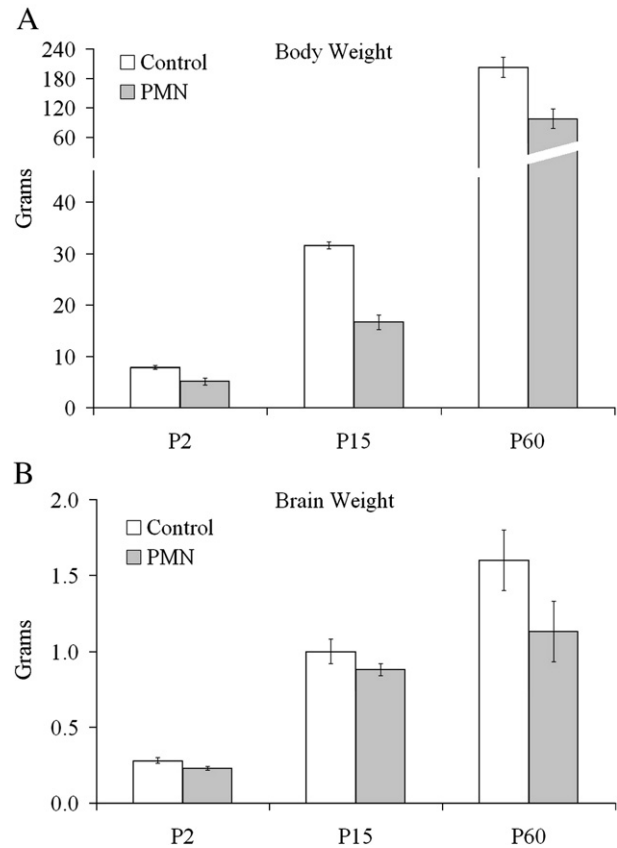 A
Body Weight
Control
PMN
Grams
240
180
120
60
40
30
20
10
0
P2
P15
P60
B
Brain Weight
Control
PMN
Grams
2.0
1.5
1.0
0.5
0.0
P2
P15
P60